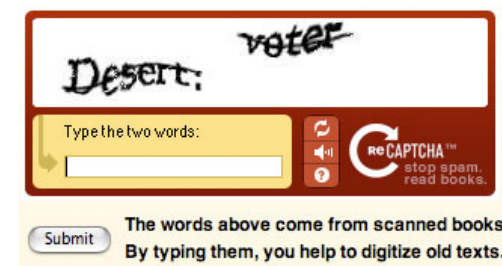 Desert: voter
Type the two words:
reCAPTCHA™
stop spam.
read books.
Submit
The words above come from scanned books
By typing them, you help to digitize old texts.